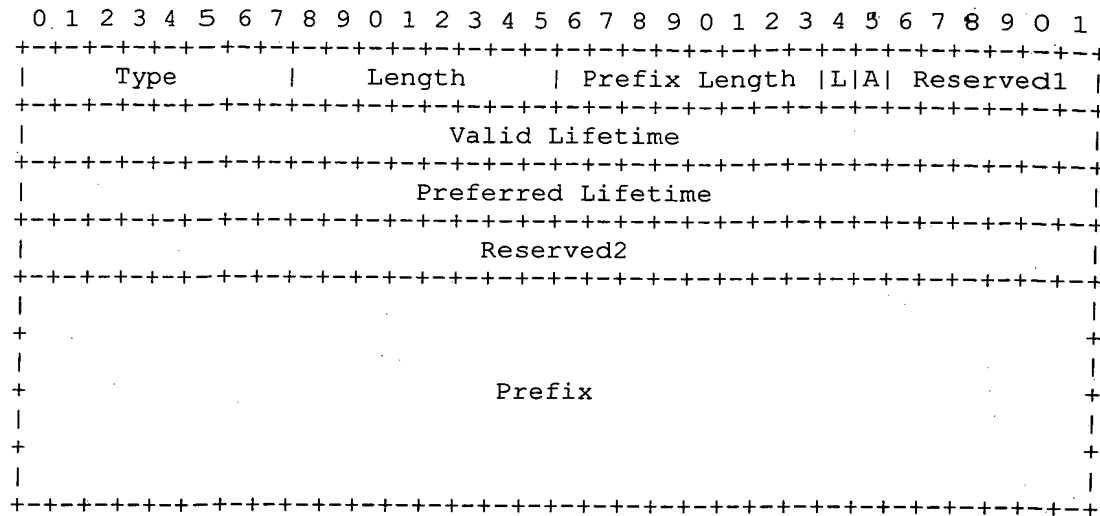 0 1 2 3 4 5 6 7 8 9 0 1 2 3 4 5 6 7 8 9 0 1 2 3 4 5 6 7 8 9 0 1
+-+-+-+-+-+-+-+-+-+-+-+-+-+-+-+-+-+-+-+-+-+-+-+-+-+-+-+-+-+-+-+-+
| Type | Length | Prefix Length |L|A| Reserved1 |
+-+-+-+-+-+-+-+-+-+-+-+-+-+-+-+-+-+-+-+-+-+-+-+-+-+-+-+-+-+-+-+-+
| Valid Lifetime |
+-+-+-+-+-+-+-+-+-+-+-+-+-+-+-+-+-+-+-+-+-+-+-+-+-+-+-+-+-+-+-+-+
| Preferred Lifetime |
+-+-+-+-+-+-+-+-+-+-+-+-+-+-+-+-+-+-+-+-+-+-+-+-+-+-+-+-+-+-+-+-+
| Reserved2 |
+-+-+-+-+-+-+-+-+-+-+-+-+-+-+-+-+-+-+-+-+-+-+-+-+-+-+-+-+-+-+-+-+
| |
+ +
| |
+ Prefix +
| |
+ +
| |
+-+-+-+-+-+-+-+-+-+-+-+-+-+-+-+-+-+-+-+-+-+-+-+-+-+-+-+-+-+-+-+-+